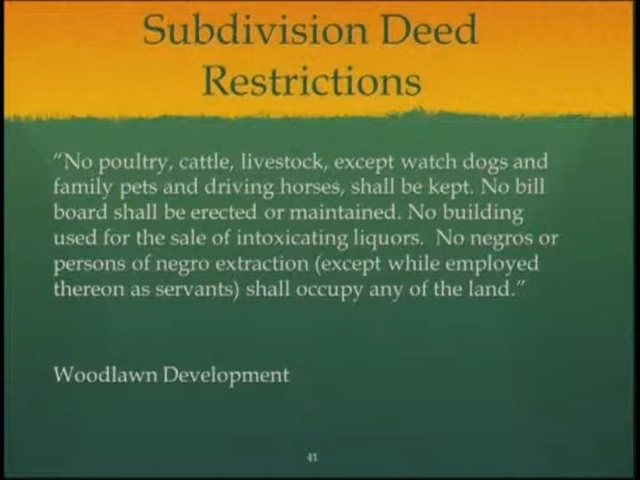 Subdivision Deed
Restrictions
"No poultry, cattle, livestock, except watch dogs and
family pets and driving horses, shall be kept. No bill
board shall be erected or maintained. No building
used for the sale of intoxicating liquors.  No negros or
persons of negro extraction (except while employed
thereon as servants) shall occupy any of the land."
Woodlawn Development
41